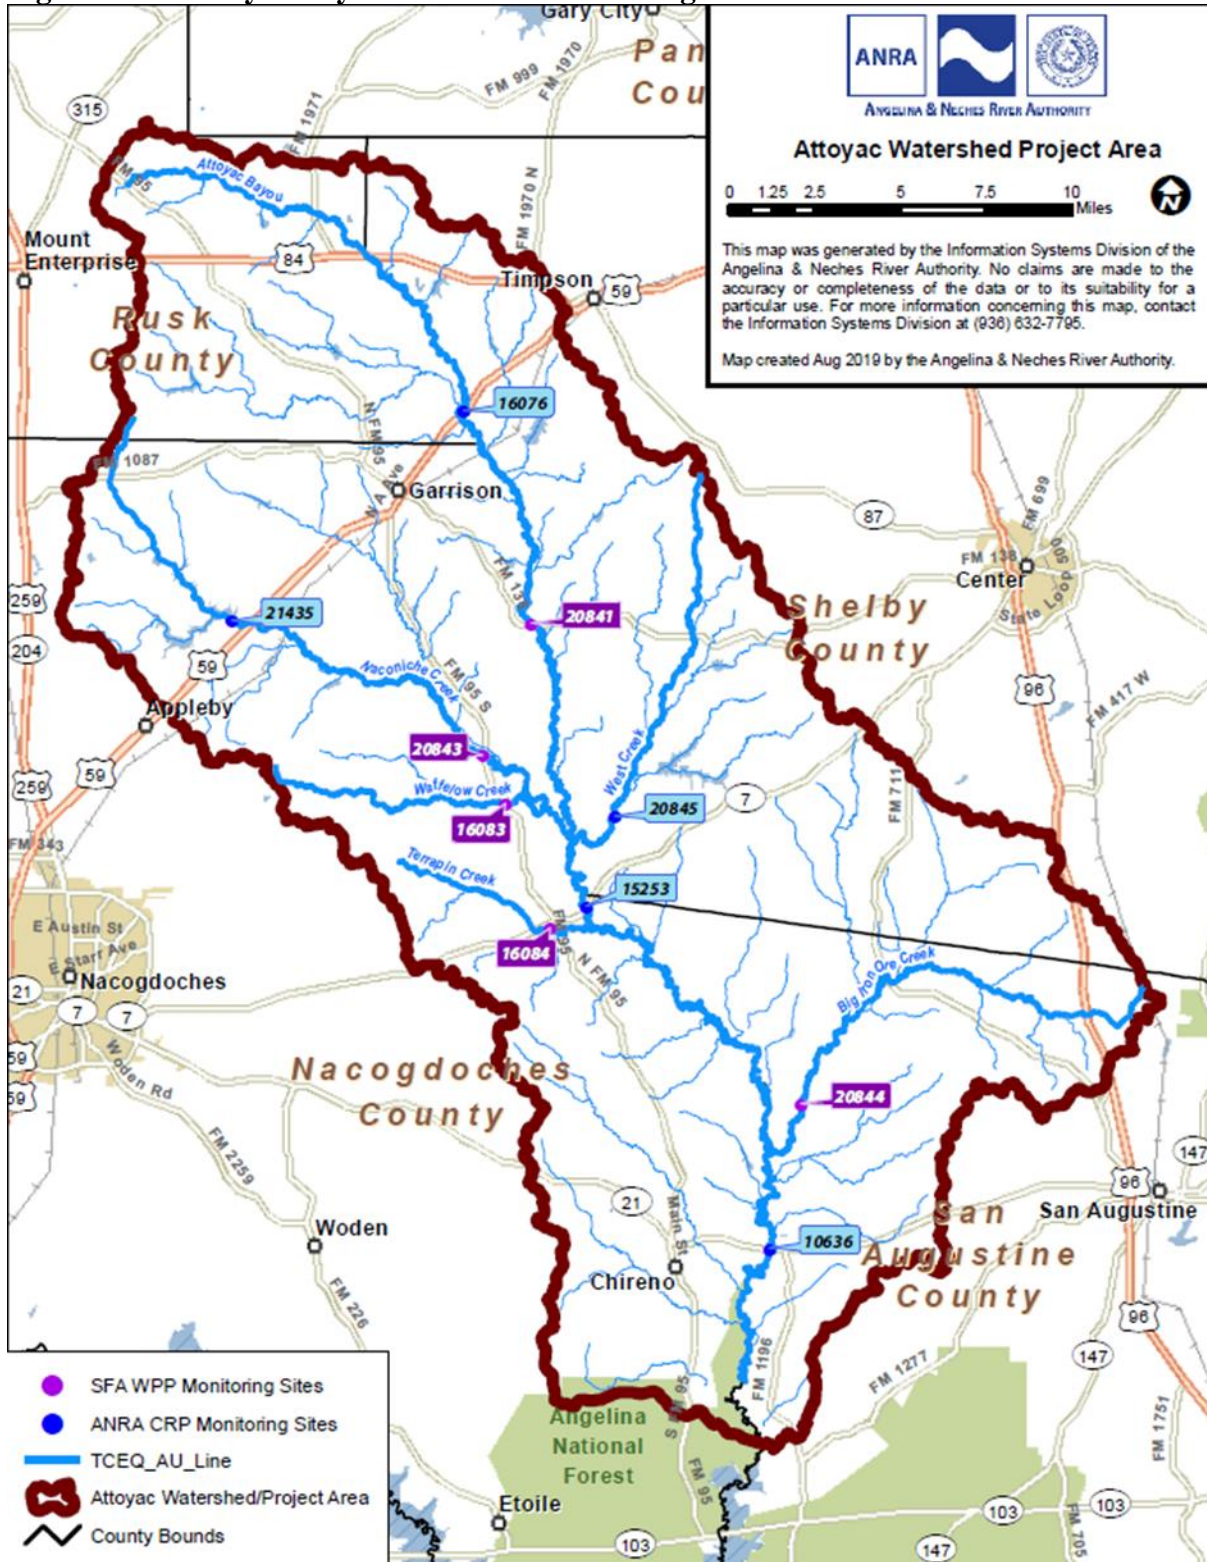 Gary City
Pan
Cou
FM 999
FM 1970
315
FM 1971
FM 95
Attoyac Bayou
FM 1970 N
ANRA
ANGELINA & NECHES RIVER AUTHORITY
Attoyac Watershed Project Area
0 1.25 2.5 5 7.5 10
Miles
N
This map was generated by the Information Systems Division of the
Angelina & Neches River Authority. No claims are made to the
accuracy or completeness of the data or to its suitability for a
particular use. For more information concerning this map, contact
the Information Systems Division at (936) 632-7795.
Map created Aug 2019 by the Angelina & Neches River Authority.
Mount
Enterprise
84
Timpson
59
Rusk
County
16076
N FM 95
FM 1087
N A Ave
Garrison
87
FM 699
FM 138
Center
500
State Loop
259
204
21435
FM 138
20841
Shelby
County
59
Naconiche Creek
FM 95 S
96
FM 417 W
Appleby
20843
West Creek
59
259
Waffelow Creek
16083
20845
7
FM 711
FM 343
Terrapin Creek
15253
E Austin St
E Starr Ave
Nacogdoches
21
7
7
16084
FM 95
N FM 95
Big Iron Ore Creek
59
59
Woden Rd
Nacogdoches
County
20844
FM 2259
147
96
21
Main St
San Augustine
Woden
10636
San
Augustine
County
Chireno
FM 226
96
FM 1196
147
FM 1277
SFA WPP Monitoring Sites
ANRA CRP Monitoring Sites
TCEQ_AU_Line
Attoyac Watershed/Project Area
County Bounds
Angelina
National
Forest
S FM 95
FM 95
FM 1751
Etoile
103
103
103
FM 705
147